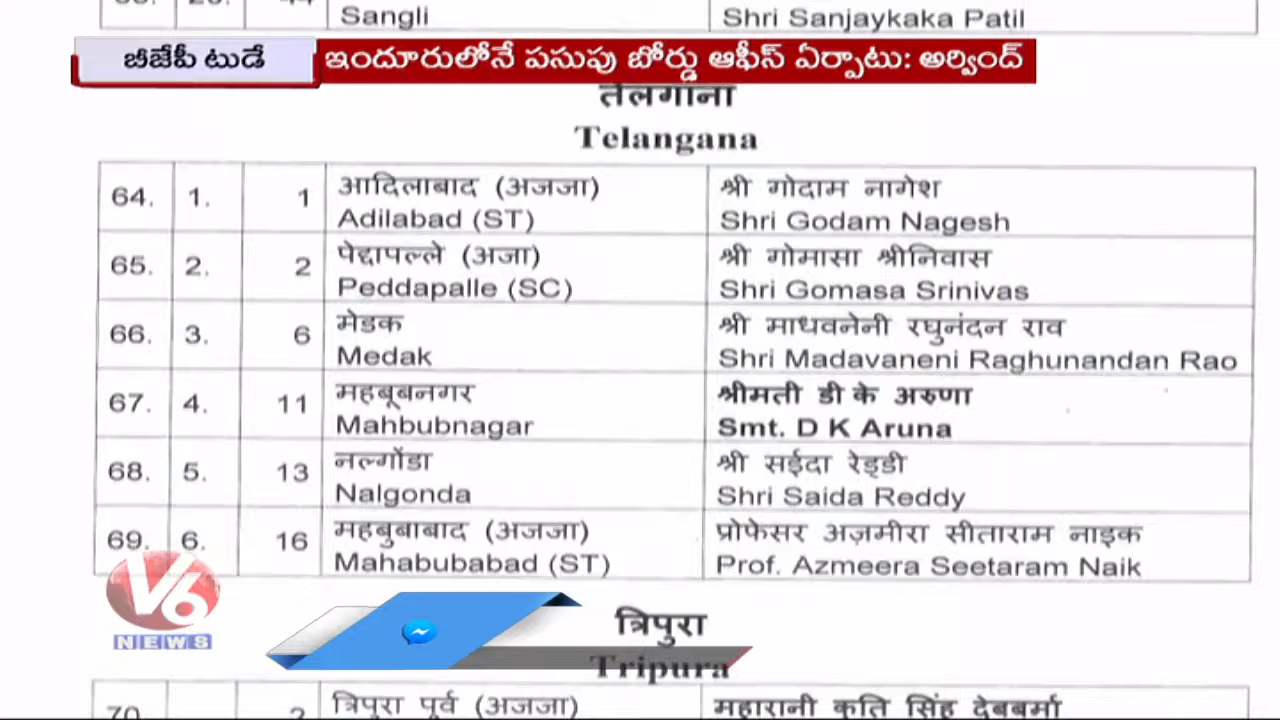 Sangli
Shri Sanjaykaka Patil
బీజేపీ టుడే
ఇందూరులోనే పసుపు బోర్డు ఆఫీస్ ఏర్పాటు: అర్వింద్
तेलंगाना
Telangana
64. 1. 1 आदिलाबाद (अजजा) श्री गोदाम नागेश
Adilabad (ST) Shri Godam Nagesh
65. 2. 2 पेद्दापल्ले (अजा) श्री गोमासा श्रीनिवास
Peddapalle (SC) Shri Gomasa Srinivas
66. 3. 6 मेडक श्री माधवनेनी रघुनंदन राव
Medak Shri Madavaneni Raghunandan Rao
67. 4. 11 महबूबनगर श्रीमती डी के अरुणा
Mahbubnagar Smt. D K Aruna
68. 5. 13 नल्गोंडा श्री सईदा रेड्डी
Nalgonda Shri Saida Reddy
69. 6. 16 महबुबाबाद (अजजा) प्रोफेसर अज़मीरा सीताराम नाइक
Mahabubabad (ST) Prof. Azmeera Seetaram Naik
V6
NEWS
त्रिपुरा
Tripura
70 2 त्रिपुरा पूर्व (अजजा) महारानी कृति सिंह देबबर्मा